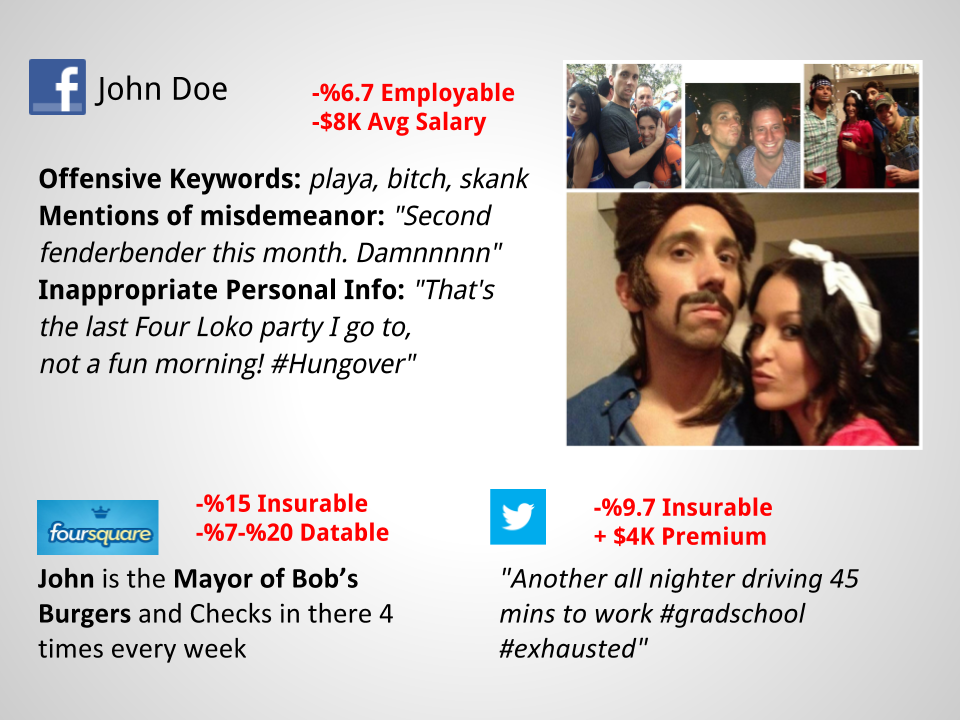 f John Doe
-%6.7 Employable
-$8K Avg Salary
Offensive Keywords: playa, bitch, skank
Mentions of misdemeanor: "Second
fenderbender this month. Damnnnnn"
Inappropriate Personal Info: "That's
the last Four Loko party I go to,
not a fun morning! #Hungover"
foursquare
-%15 Insurable
-%7-%20 Datable
John is the Mayor of Bob’s
Burgers and Checks in there 4
times every week
-%9.7 Insurable
+ $4K Premium
"Another all nighter driving 45
mins to work #gradschool
#exhausted"